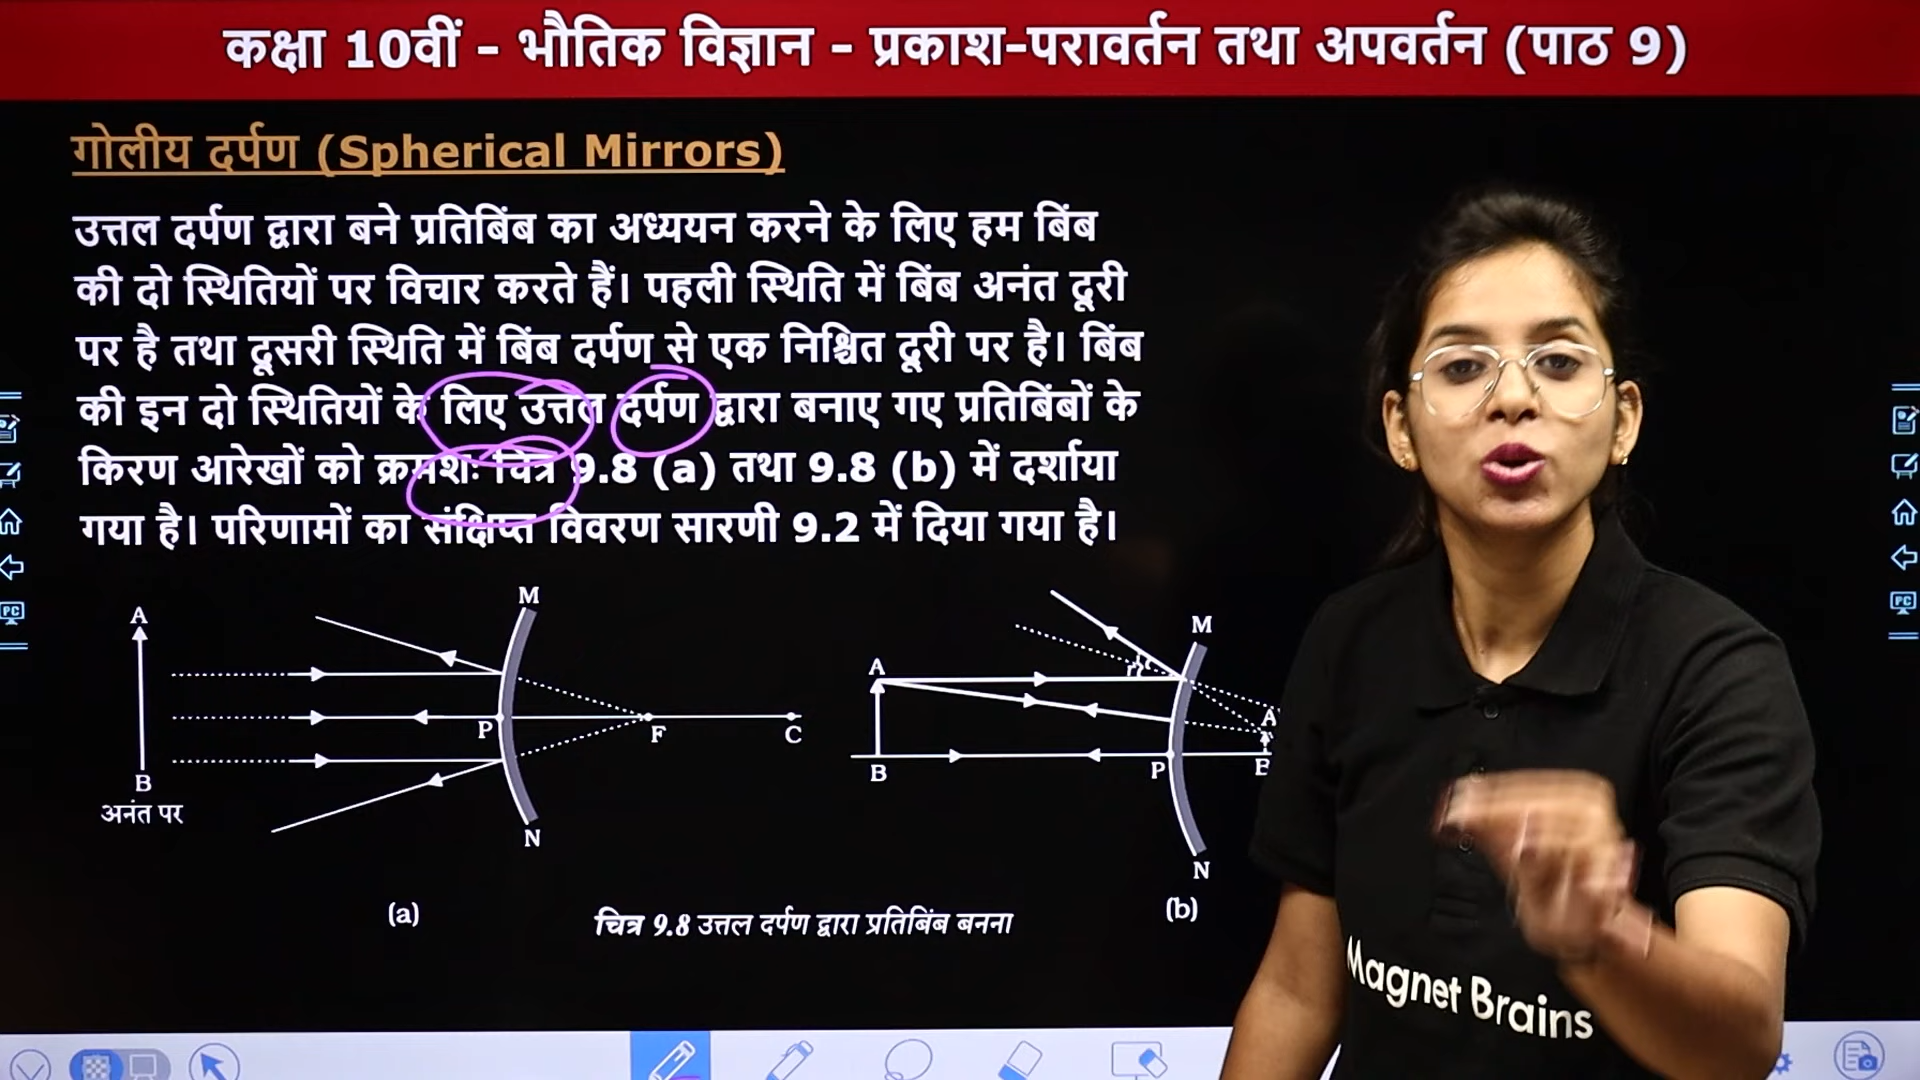 कक्षा 10वीं - भौतिक विज्ञान - प्रकाश-परावर्तन तथा अपवर्तन (पाठ 9)
गोलीय दर्पण (Spherical Mirrors)
उत्तल दर्पण द्वारा बने प्रतिबिंब का अध्ययन करने के लिए हम बिंब
की दो स्थितियों पर विचार करते हैं। पहली स्थिति में बिंब अनंत दूरी
पर है तथा दूसरी स्थिति में बिंब दर्पण से एक निश्चित दूरी पर है। बिंब
की इन दो स्थितियों के लिए उत्तल दर्पण द्वारा बनाए गए प्रतिबिंबों के
किरण आरेखों को क्रमशः चित्र 9.8 (a) तथा 9.8 (b) में दर्शाया
गया है। परिणामों का संक्षिप्त विवरण सारणी 9.2 में दिया गया है।
A
M
P
F
C
B
अनंत पर
N
(a)
M
A
r
A
B
P
N
(b)
चित्र 9.8 उत्तल दर्पण द्वारा प्रतिबिंब बनना
Magnet Brains
PC
PC